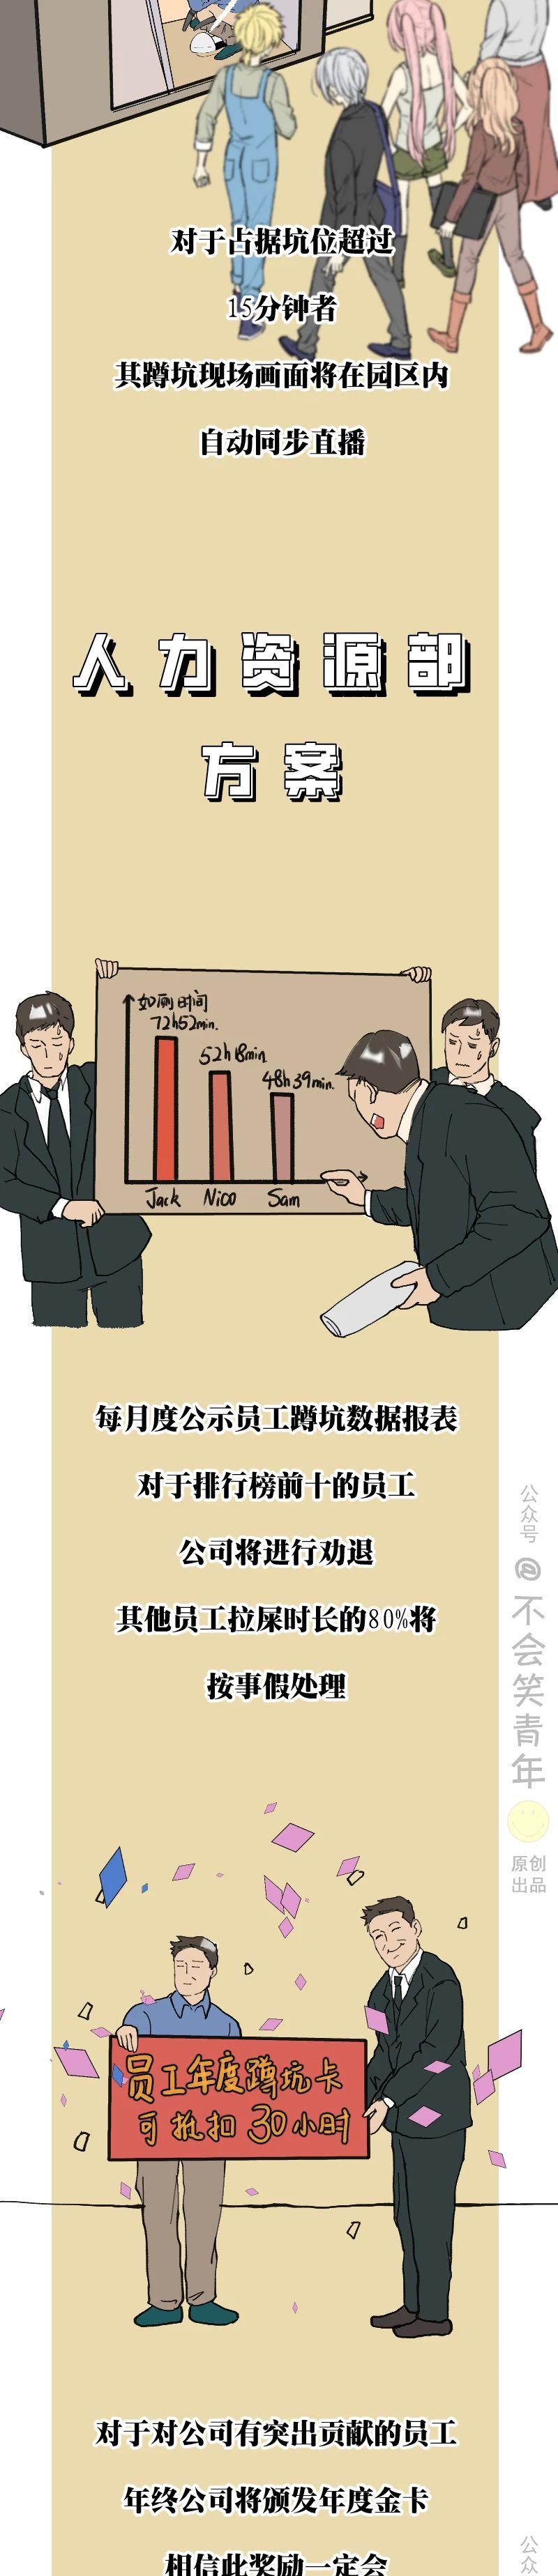 对于占据坑位超过
15分钟者
其蹲坑现场画面将在园区内
自动同步直播
人力资源部
方案
如厕时间
72h52min.
52h18min.
48h39min.
Jack Nico Sam
每月度公示员工蹲坑数据报表
对于排行榜前十的员工
公司将进行劝退
其他员工拉屎时长的80%将
按事假处理
公众号
@不会笑青年
原创
出品
员工年度蹲坑卡
可抵扣30小时
对于对公司有突出贡献的员工
年终公司将颁发年度金卡
相信此奖励一定会
公众